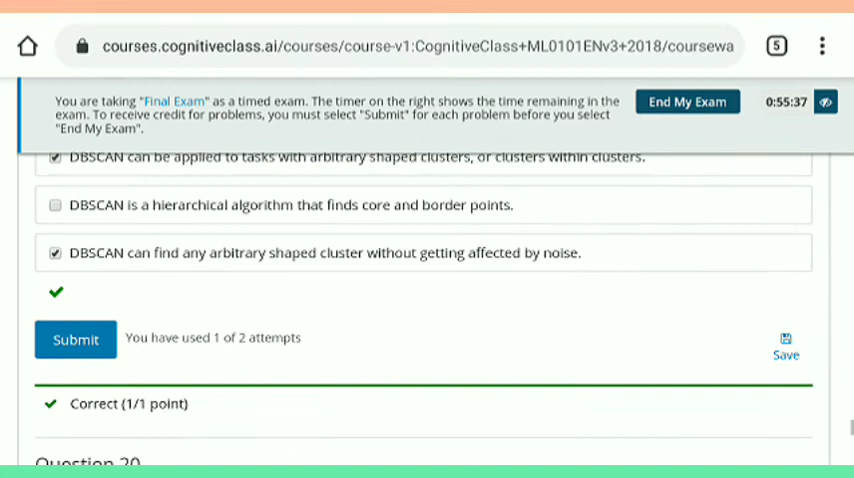 courses.cognitiveclass.ai/courses/course-v1:CognitiveClass+ML0101ENv3+2018/coursewa
5
You are taking "Final Exam" as a timed exam. The timer on the right shows the time remaining in the
exam. To receive credit for problems, you must select "Submit" for each problem before you select
"End My Exam".
End My Exam
0:55:37
DBSCAN can be applied to tasks with arbitrary shaped clusters, or clusters within clusters.
DBSCAN is a hierarchical algorithm that finds core and border points.
DBSCAN can find any arbitrary shaped cluster without getting affected by noise.
Submit
You have used 1 of 2 attempts
Save
Correct (1/1 point)
Question 20